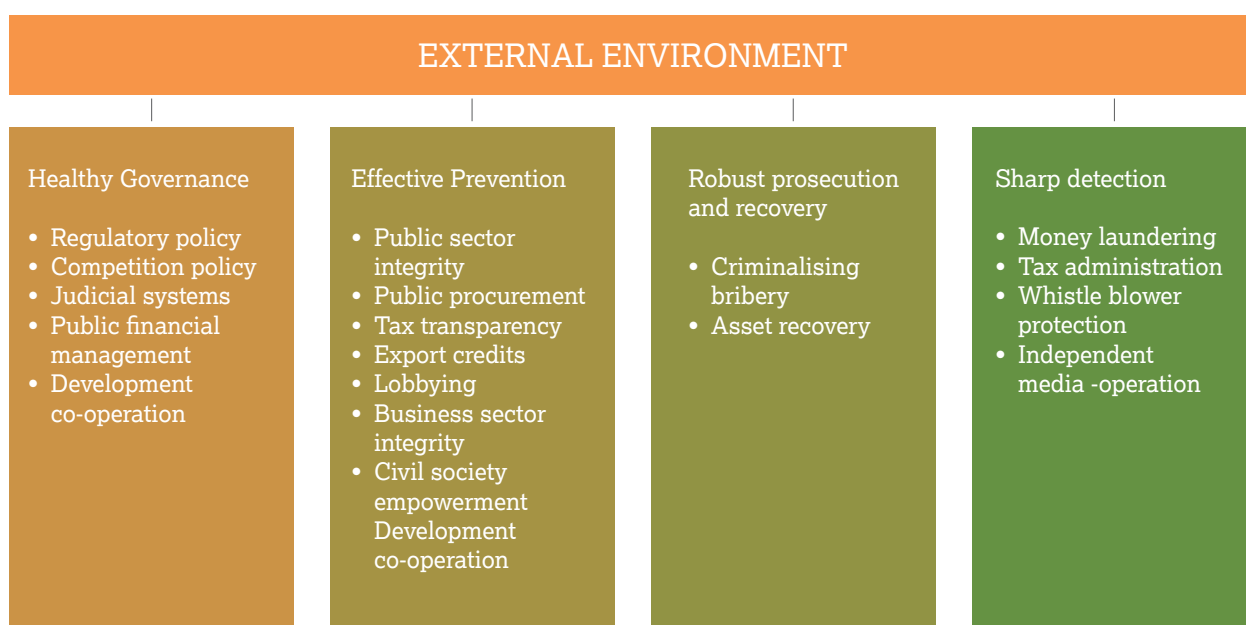 EXTERNAL ENVIRONMENT
Healthy Governance
• Regulatory policy
• Competition policy
• Judicial systems
• Public financial
management
• Development
co-operation
Effective Prevention
• Public sector
integrity
• Public procurement
• Tax transparency
• Export credits
• Lobbying
• Business sector
integrity
• Civil society
empowerment
Development
co-operation
Robust prosecution
and recovery
• Criminalising
bribery
• Asset recovery
Sharp detection
• Money laundering
• Tax administration
• Whistle blower
protection
• Independent
media -operation